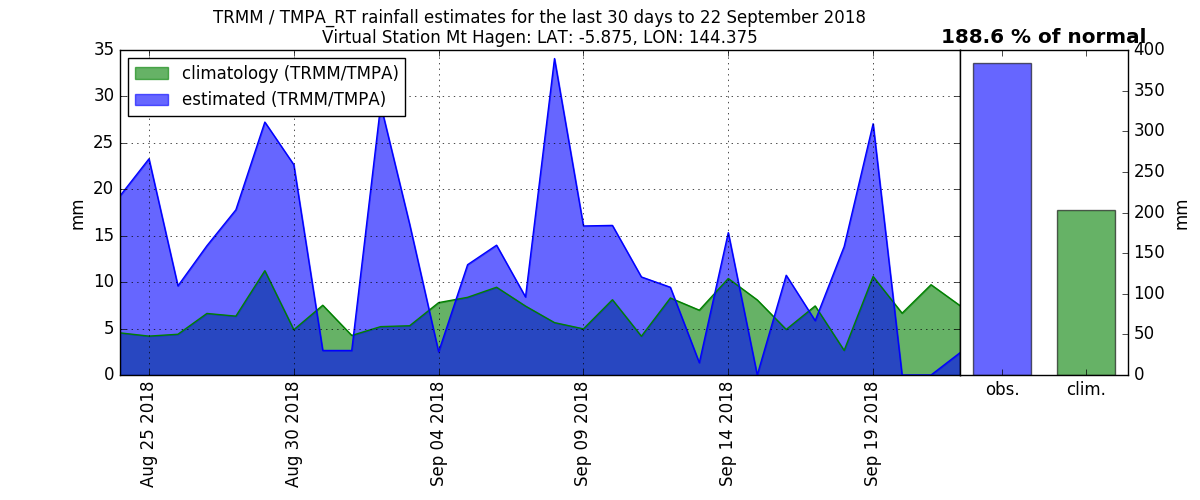 TRMM / TMPA_RT rainfall estimates for the last 30 days to 22 September 2018
Virtual Station Mt Hagen: LAT: -5.875, LON: 144.375
188.6 % of normal
climatology (TRMM/TMPA)
estimated (TRMM/TMPA)
35
30
25
20
15
10
5
0
mm
Aug 25 2018
Aug 30 2018
Sep 04 2018
Sep 09 2018
Sep 14 2018
Sep 19 2018
400
350
300
250
200
150
100
50
0
mm
obs.
clim.